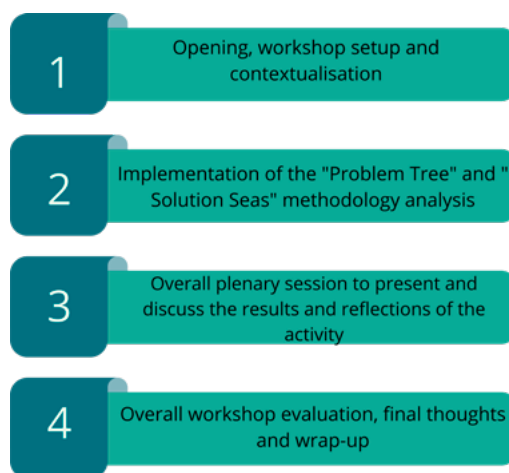 1
Opening, workshop setup and
contextualisation
2
Implementation of the "Problem Tree" and "
Solution Seas" methodology analysis
3
Overall plenary session to present and
discuss the results and reflections of the
activity
4
Overall workshop evaluation, final thoughts
and wrap-up